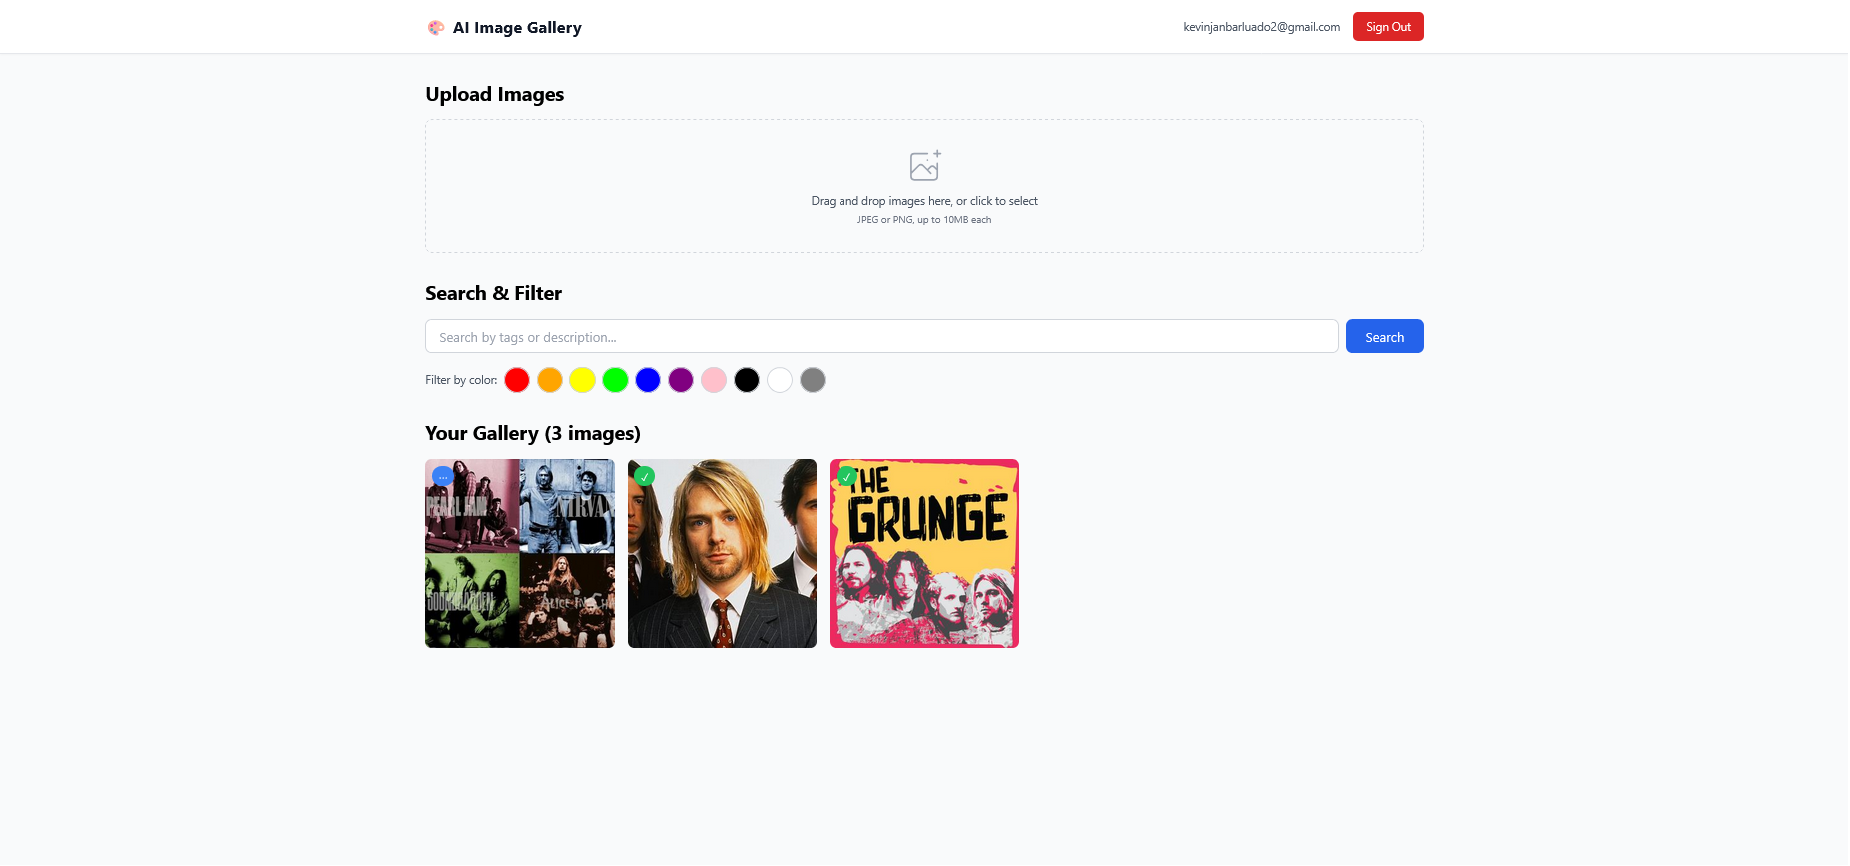 AI Image Gallery
kevinjanbarluado2@gmail.com
Sign Out
Upload Images
Drag and drop images here, or click to select
JPEG or PNG, up to 10MB each
Search & Filter
Search by tags or description...
Search
Filter by color:
Your Gallery (3 images)
...
✓
✓
PEARL JAM
NIRVA
SOUNDGARDEN
ALICE IN CH
THE
GRUNGE